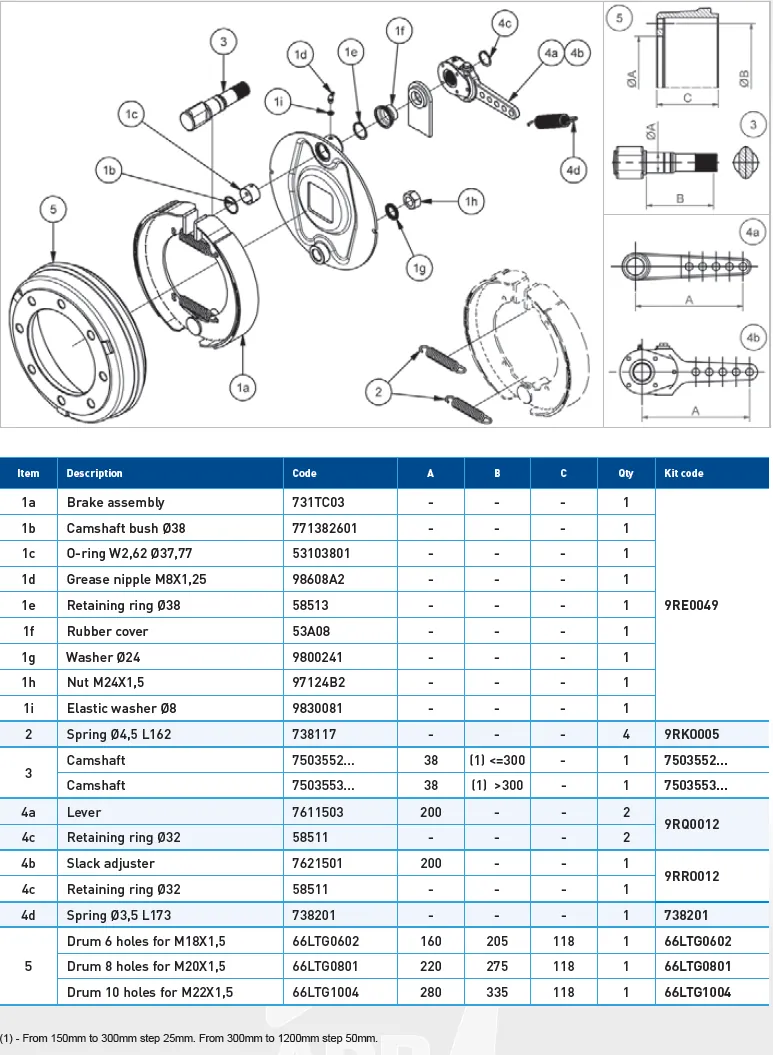 3
1d
1e
1f
4c
4a 4b
1i
1c
1b
4d
1h
1g
5
1a
2
5
ØA
ØB
C
3
ØA
B
4a
A
4b
A
Item Description Code A B C Qty Kit code
1a Brake assembly 731TC03 - - - 1
1b Camshaft bush Ø38 771382601 - - - 1
1c O-ring W2,62 Ø37,77 53103801 - - - 1
1d Grease nipple M8X1,25 98608A2 - - - 1
1e Retaining ring Ø38 58513 - - - 1 9RE0049
1f Rubber cover 53A08 - - - 1
1g Washer Ø24 9800241 - - - 1
1h Nut M24X1,5 97124B2 - - - 1
1i Elastic washer Ø8 9830081 - - - 1
2 Spring Ø4,5 L162 738117 - - - 4 9RK0005
3 Camshaft 7503552... 38 (1) <=300 - 1 7503552...
Camshaft 7503553... 38 (1) >300 - 1 7503553...
4a Lever 7611503 200 - - 2 9RQ0012
4c Retaining ring Ø32 58511 - - - 2
4b Slack adjuster 7621501 200 - - 1 9RR0012
4c Retaining ring Ø32 58511 - - - 1
4d Spring Ø3,5 L173 738201 - - - 1 738201
5 Drum 6 holes for M18X1,5 66LTG0602 160 205 118 1 66LTG0602
Drum 8 holes for M20X1,5 66LTG0801 220 275 118 1 66LTG0801
Drum 10 holes for M22X1,5 66LTG1004 280 335 118 1 66LTG1004
(1) - From 150mm to 300mm step 25mm. From 300mm to 1200mm step 50mm.